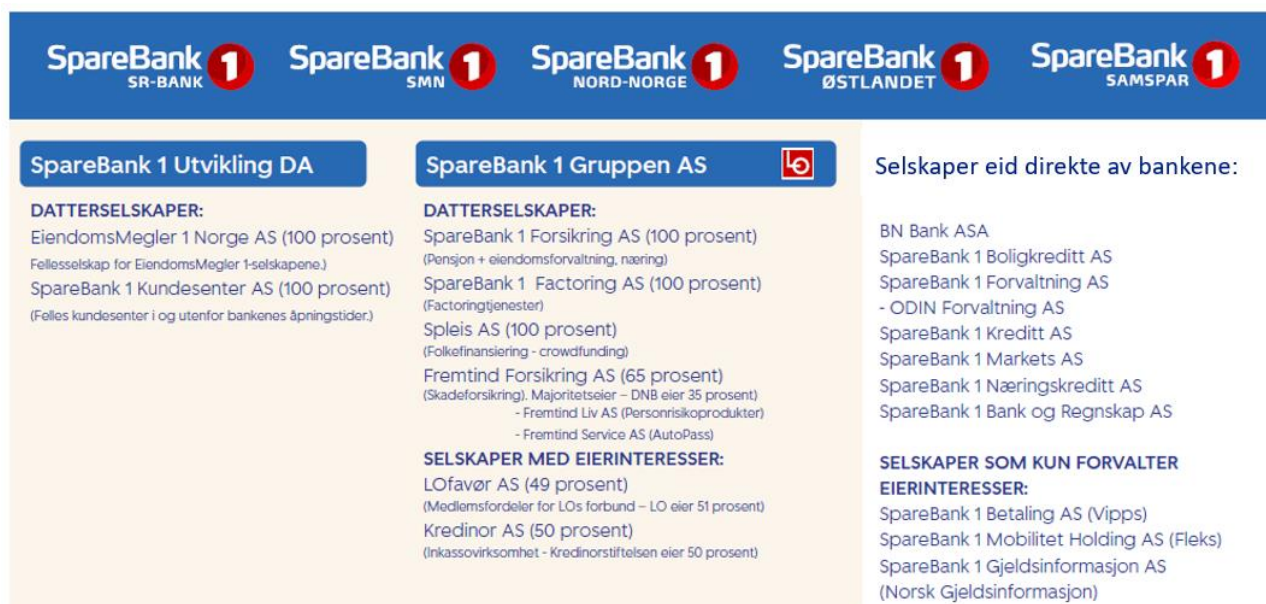 SpareBank 1
SR-BANK
SpareBank 1
SMN
SpareBank 1
NORD-NORGE
SpareBank 1
ØSTLANDET
SpareBank 1
SAMSPAR
SpareBank 1 Utvikling DA
DATTERSELSKAPER:
EiendomsMegler 1 Norge AS (100 prosent)
Fellesselskap for EiendomsMegler 1-selskapene.)
SpareBank 1 Kundesenter AS (100 prosent)
(Felles kundesenter i og utenfor bankenes åpningstider.)
SpareBank 1 Gruppen AS
LO
DATTERSELSKAPER:
SpareBank 1 Forsikring AS (100 prosent)
(Pensjon + eiendomsforvaltning, næring)
SpareBank 1 Factoring AS (100 prosent)
(Factoringtjenester)
Spleis AS (100 prosent)
(Folkefinansiering - crowdfunding)
Fremtind Forsikring AS (65 prosent)
(Skadeforsikring). Majoritetseier – DNB eier 35 prosent)
- Fremtind Liv AS (Personrisikoprodukter)
- Fremtind Service AS (AutoPass)
SELSKAPER MED EIERINTERESSER:
LOfavør AS (49 prosent)
(Medlemsfordeler for LOs forbund – LO eier 51 prosent)
Kredinor AS (50 prosent)
(Inkassovirksomhet - Kredinorstiftelsen eier 50 prosent)
Selskaper eid direkte av bankene:
BN Bank ASA
SpareBank 1 Boligkreditt AS
SpareBank 1 Forvaltning AS
- ODIN Forvaltning AS
SpareBank 1 Kreditt AS
SpareBank 1 Markets AS
SpareBank 1 Næringskreditt AS
SpareBank 1 Bank og Regnskap AS
SELSKAPER SOM KUN FORVALTER
EIERINTERESSER:
SpareBank 1 Betaling AS (Vipps)
SpareBank 1 Mobilitet Holding AS (Fleks)
SpareBank 1 Gjeldsinformasjon AS
(Norsk Gjeldsinformasjon)